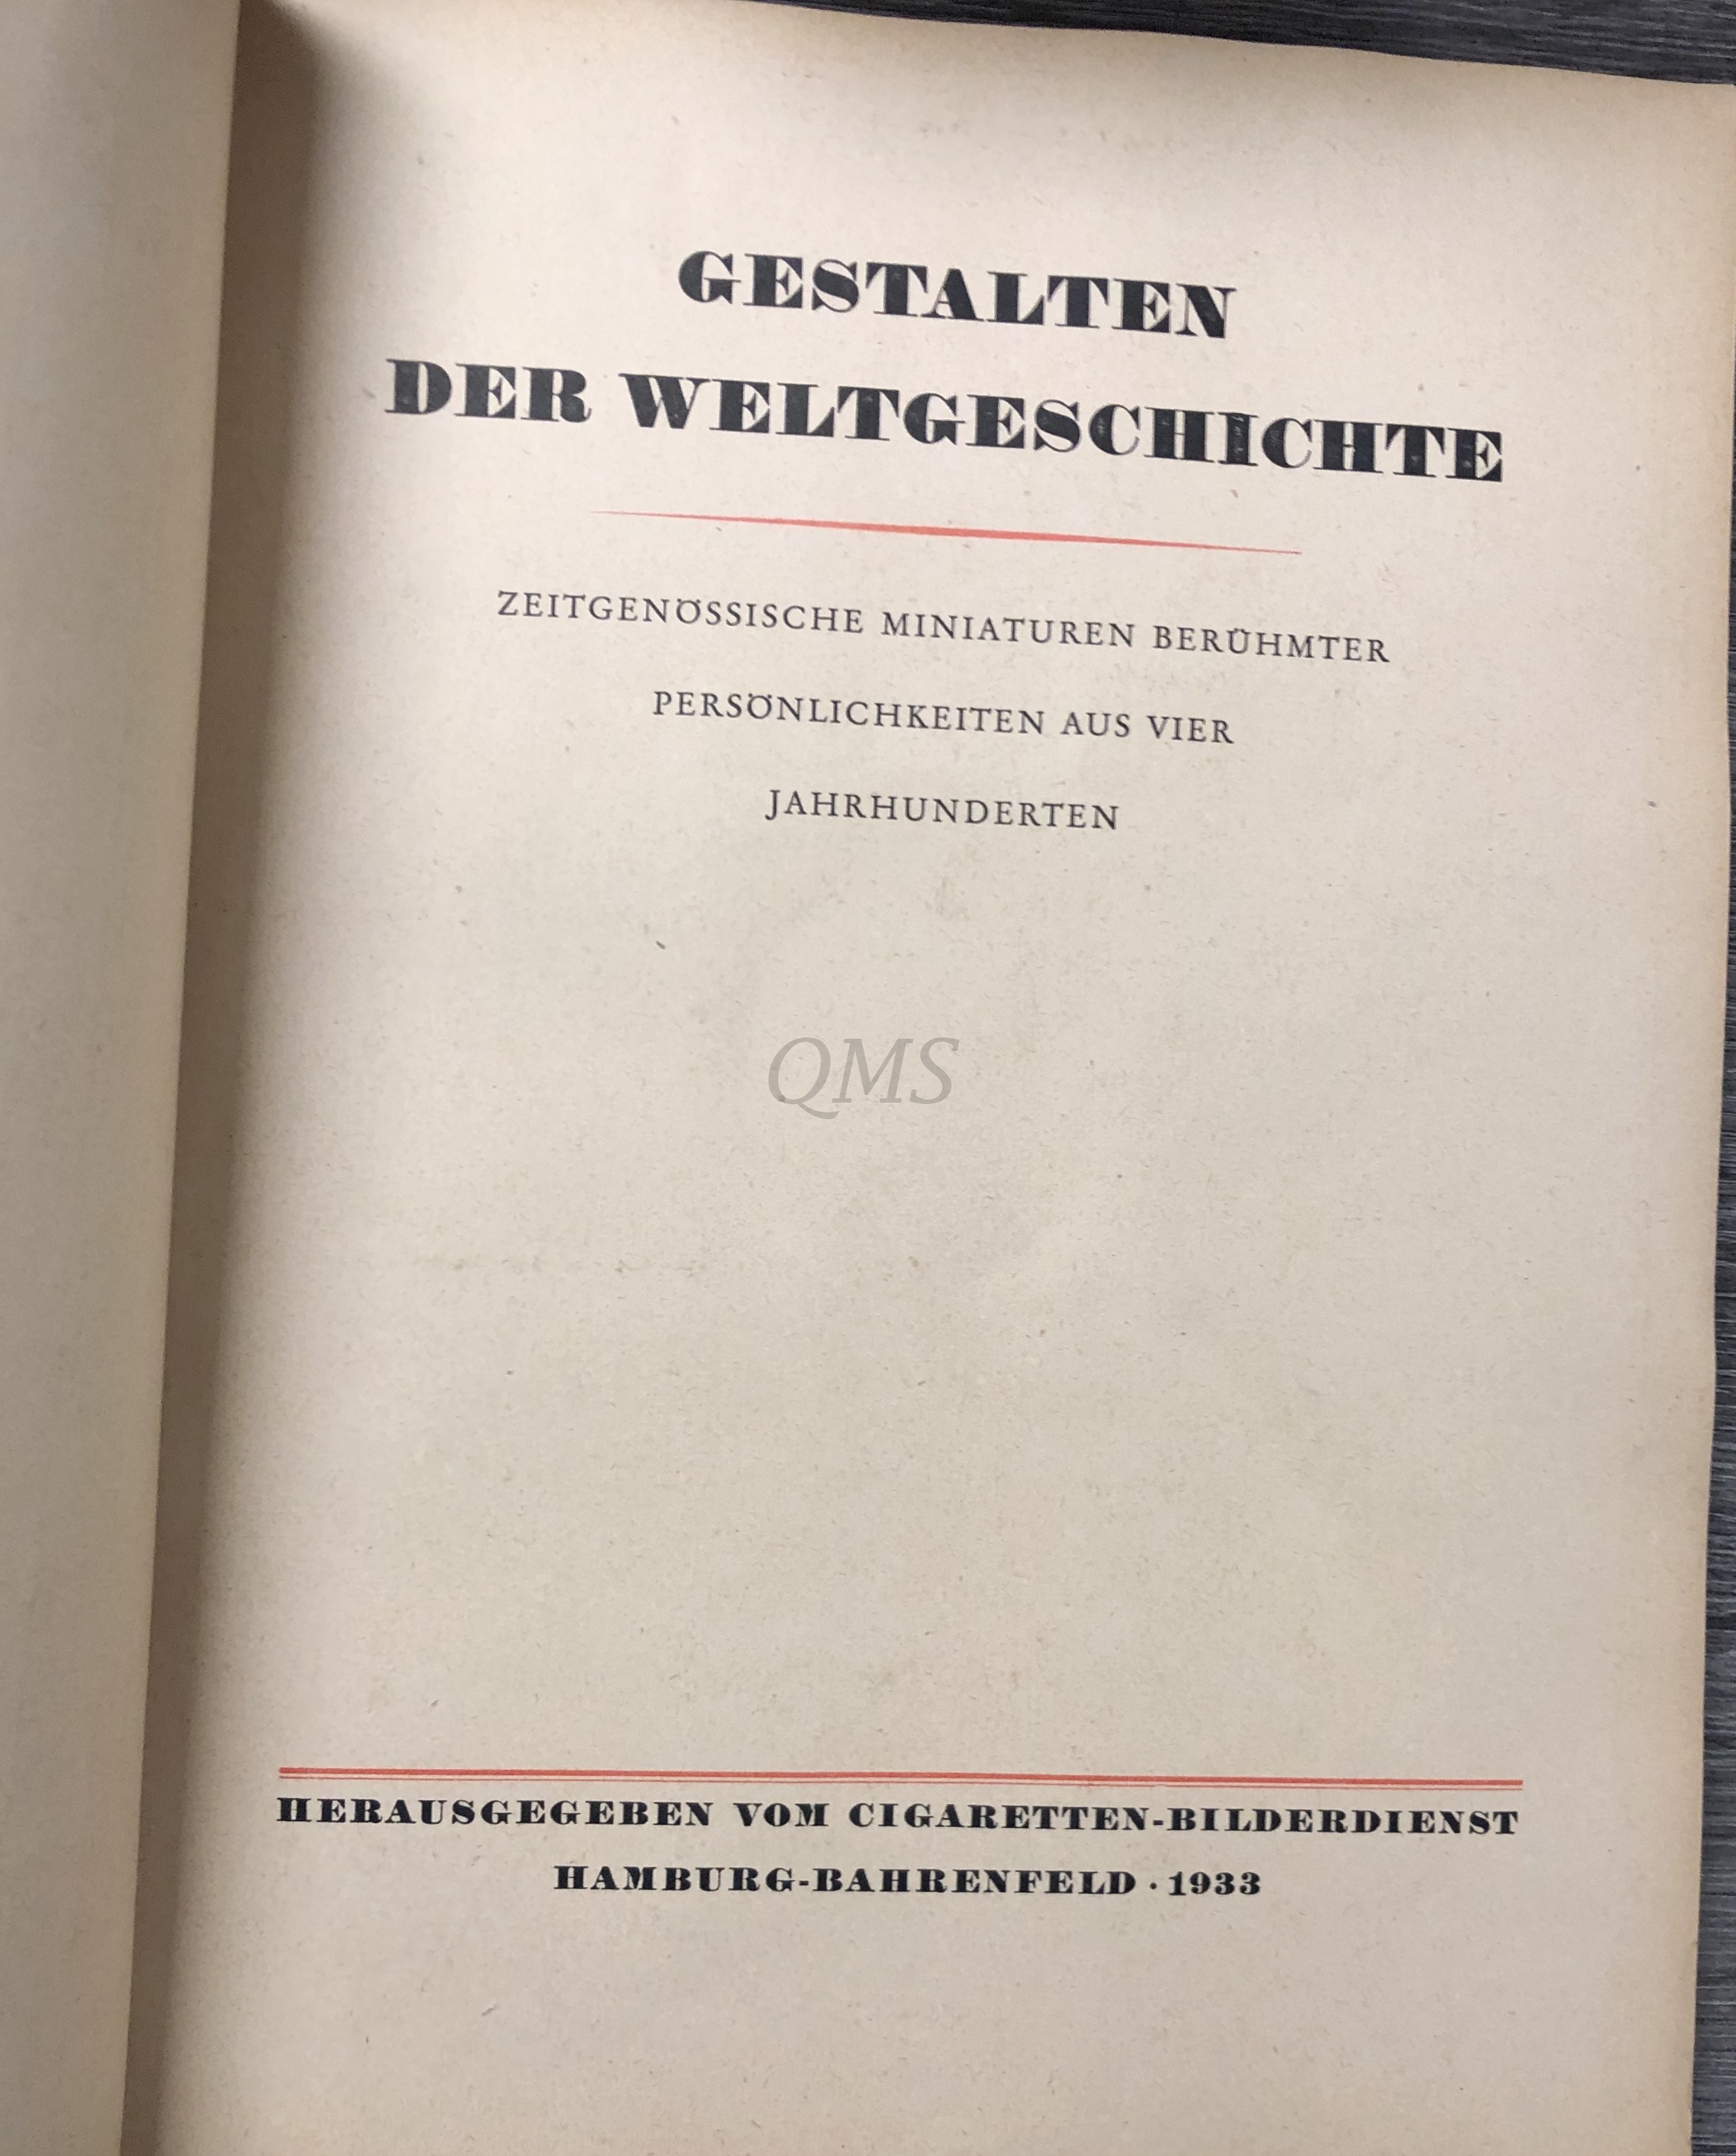 GESTALTEN
DER WELTGESCHICHTE
ZEITGENÖSSISCHE MINIATUREN BERÜHMTER
PERSÖNLICHKEITEN AUS VIER
JAHRHUNDERTEN
QMS
HERAUSGEGEBEN VOM CIGARETTEN-BILDERDIENST
HAMBURG-BAHRENFELD · 1933